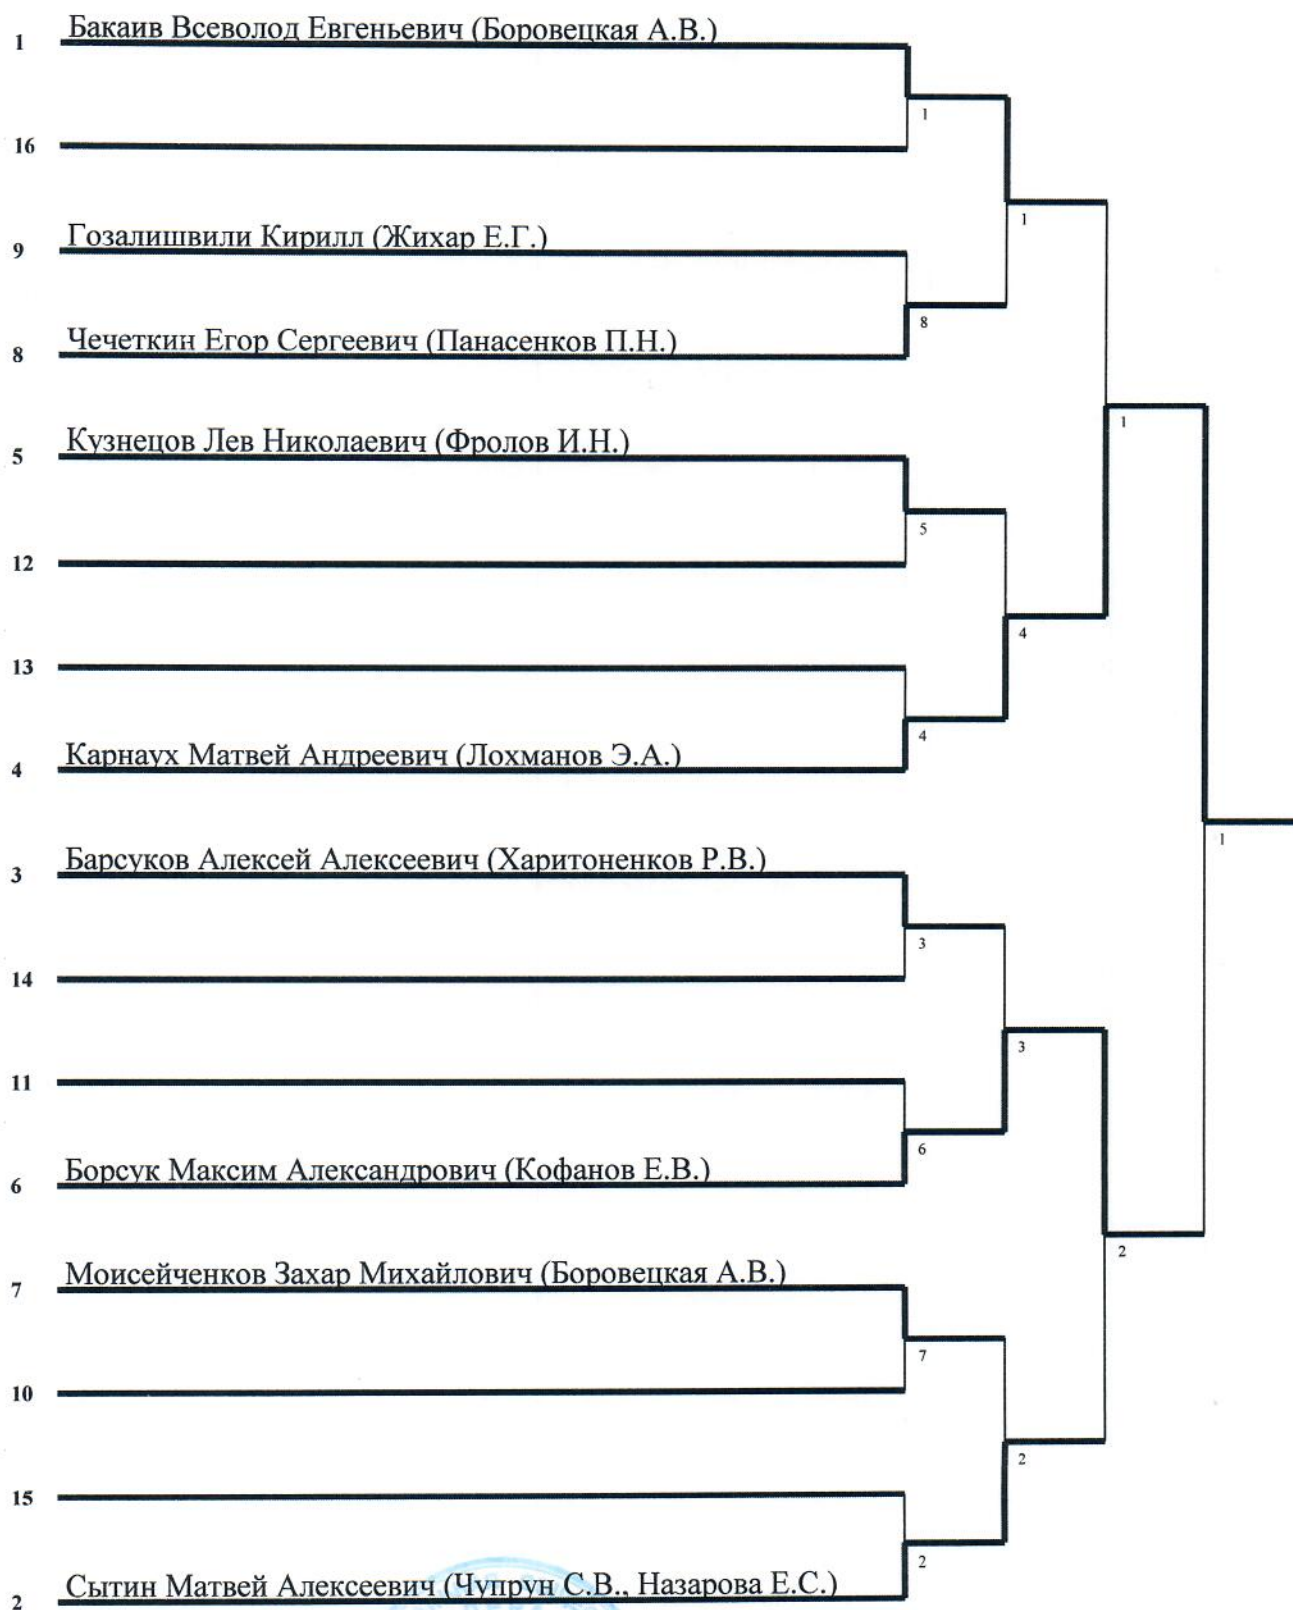 1 Бакаив Всеволод Евгеньевич (Боровецкая А.В.)
1
16
1
9 Гозалишвили Кирилл (Жихар Е.Г.)
8
8 Чечеткин Егор Сергеевич (Панасенков П.Н.)
1
5 Кузнецов Лев Николаевич (Фролов И.Н.)
5
12
4
13
4
4 Карнаух Матвей Андреевич (Лохманов Э.А.)
1
3 Барсуков Алексей Алексеевич (Харитоненков Р.В.)
3
14
3
11
6
6 Борсук Максим Александрович (Кофанов Е.В.)
2
7 Моисейченков Захар Михайлович (Боровецкая А.В.)
7
10
2
15
2
2 Сытин Матвей Алексеевич (Чупрун С.В., Назарова Е.С.)